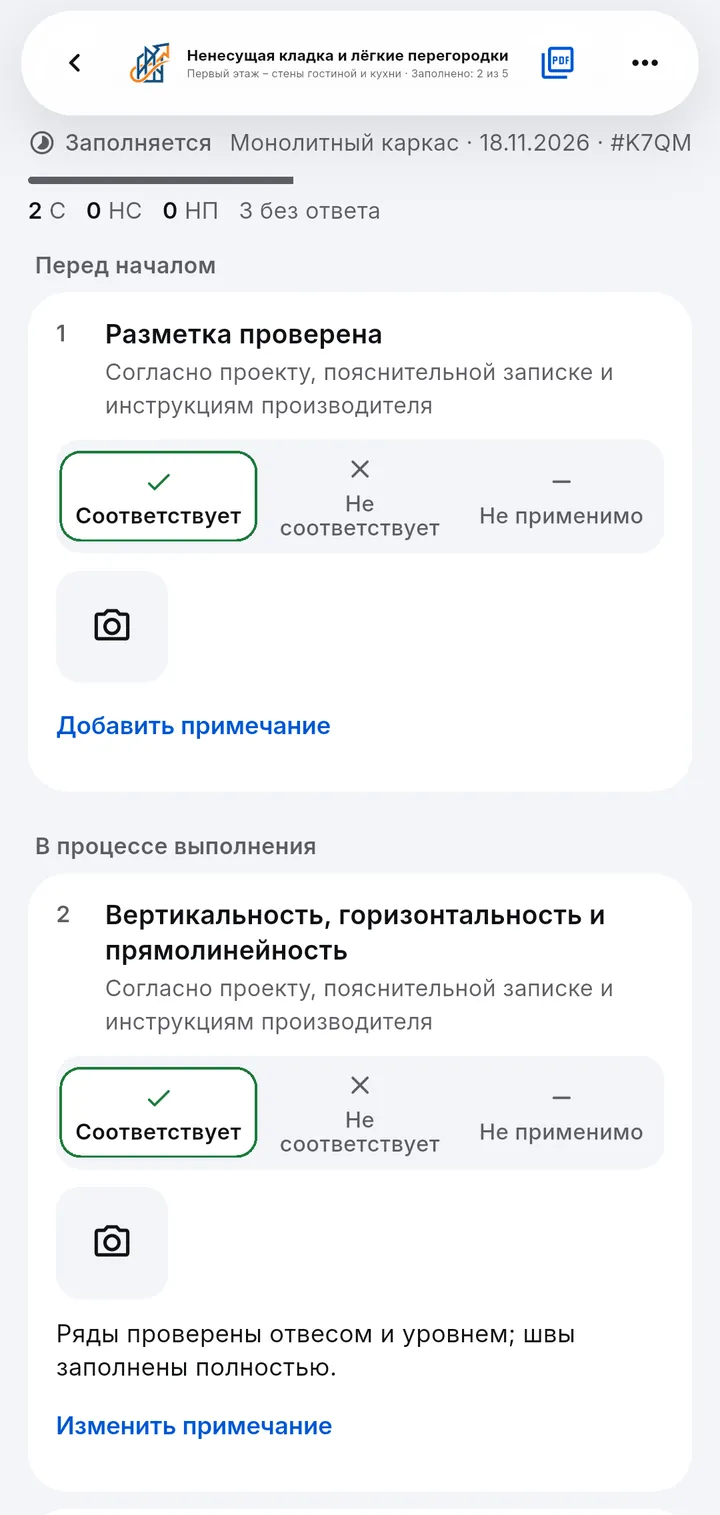 Ненесущая кладка и лёгкие перегородки
Первый этаж – стены гостиной и кухни · Заполнено: 2 из 5
PDF
Заполняется Монолитный каркас · 18.11.2026 · #K7QM
2 С 0 НС 0 НП 3 без ответа
Перед началом
1 Разметка проверена
Согласно проекту, пояснительной записке и
инструкциям производителя
Соответствует
Не
соответствует
Не применимо
Добавить примечание
В процессе выполнения
2 Вертикальность, горизонтальность и
прямолинейность
Согласно проекту, пояснительной записке и
инструкциям производителя
Соответствует
Не
соответствует
Не применимо
Ряды проверены отвесом и уровнем; швы
заполнены полностью.
Изменить примечание